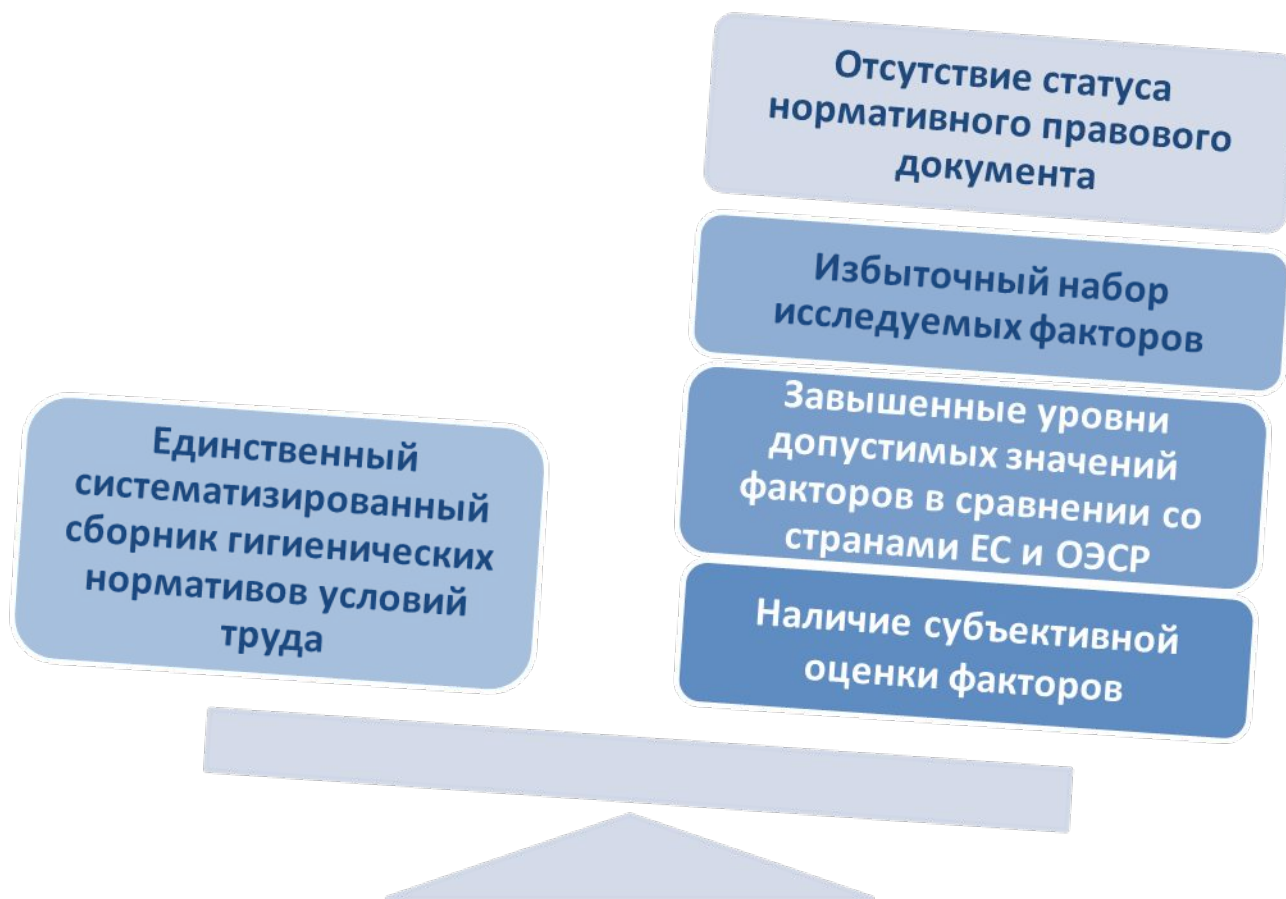 Единственный
систематизированный
сборник гигиенических
нормативов условий
труда
Отсутствие статуса
нормативного правового
документа
Избыточный набор
исследуемых факторов
Завышенные уровни
допустимых значений
факторов в сравнении со
странами ЕС и ОЭСР
Наличие субъективной
оценки факторов